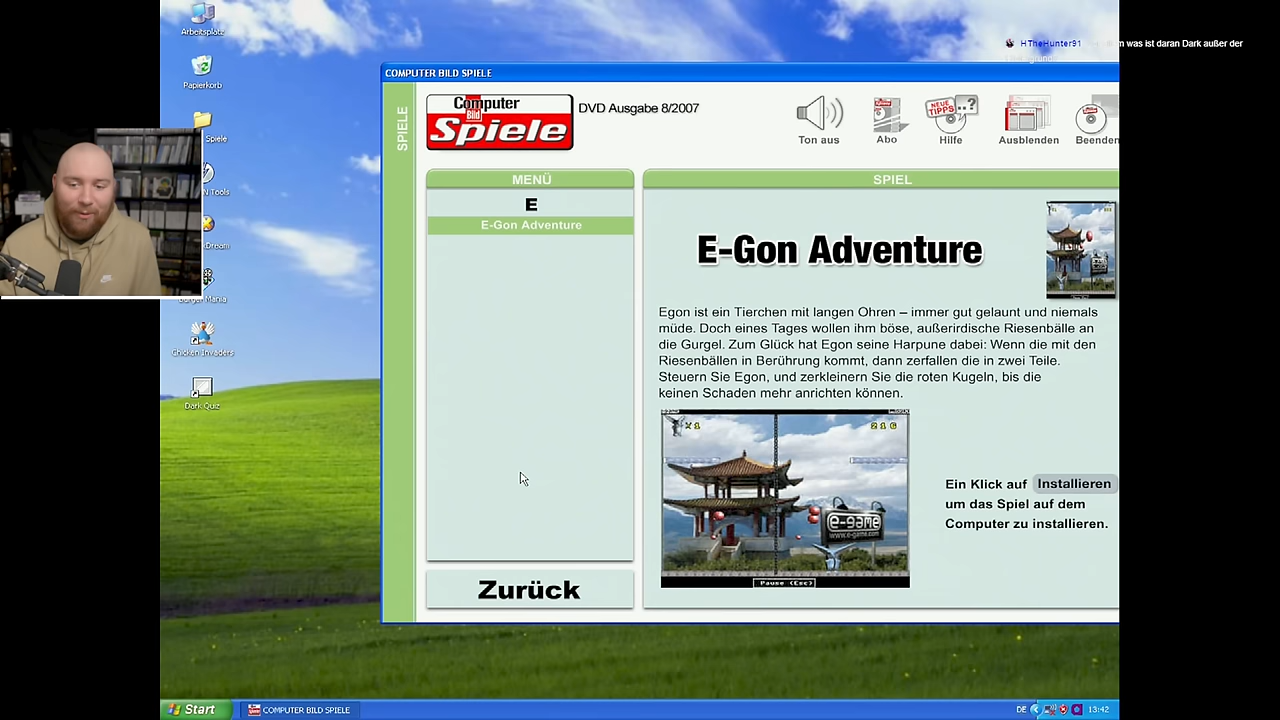 Arbeitsplatz
HTheHunter91
n was ist daran Dark außer der
COMPUTER BILD SPIELE
Papierkorb
SPIELE
Computer
Bild
Spiele
DVD Ausgabe 8/2007
NEUE TIPPS ..?
Ton aus
Abo
Hilfe
Ausblenden
Beenden
Spiele
MENÜ
SPIEL
N Tools
E
E-Gon Adventure
E-Gon Adventure
Dream
Burger Mania
Egon ist ein Tierchen mit langen Ohren – immer gut gelaunt und niemals
müde. Doch eines Tages wollen ihm böse, außerirdische Riesenbälle an
die Gurgel. Zum Glück hat Egon seine Harpune dabei: Wenn die mit den
Riesenbällen in Berührung kommt, dann zerfallen die in zwei Teile.
Steuern Sie Egon, und zerkleinern Sie die roten Kugeln, bis die
keinen Schaden mehr anrichten können.
Chicken Invaders
Dark Quiz
x1
216
e-game
www.e-game.com
Pause (Esc)
Ein Klick auf Installieren
um das Spiel auf dem
Computer zu installieren.
Zurück
Start
COMPUTER BILD SPIELE
DE
13:42